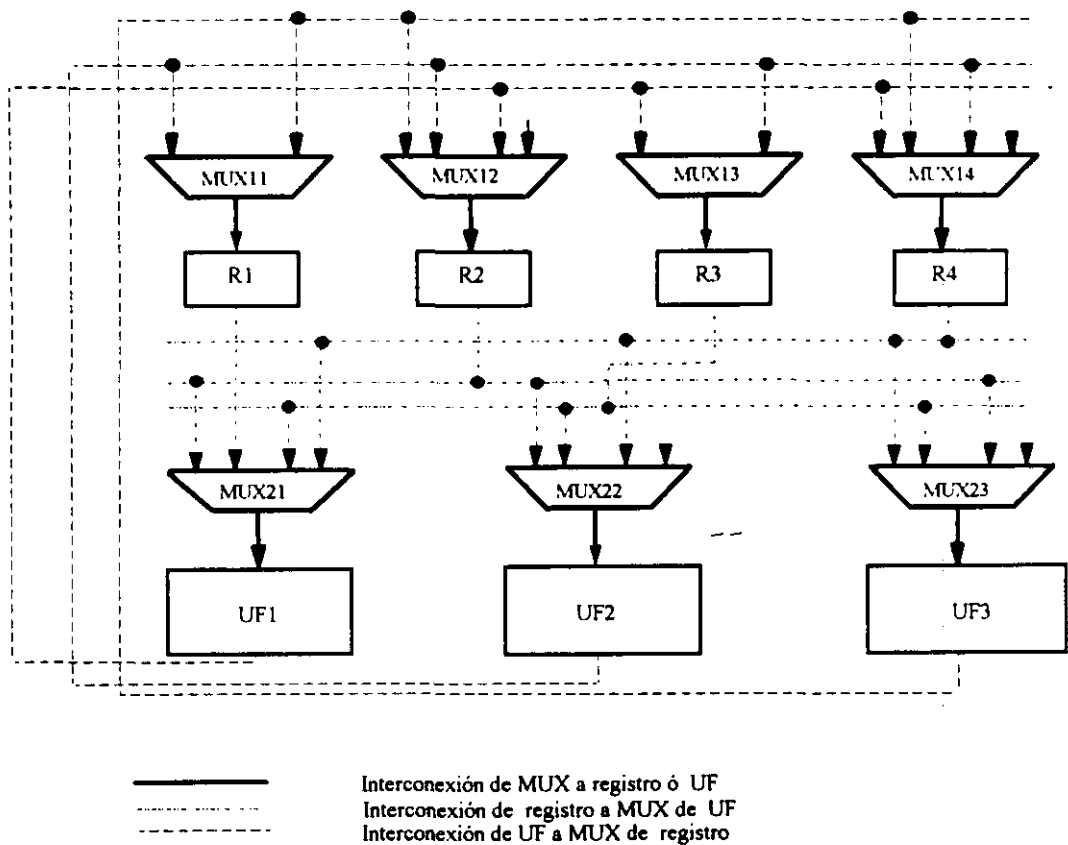 MUX11 MUX12 MUX13 MUX14
R1 R2 R3 R4
MUX21 MUX22 MUX23
UF1 UF2 UF3
Interconexión de MUX a registro ó UF
Interconexión de registro a MUX de UF
Interconexión de UF a MUX de registro